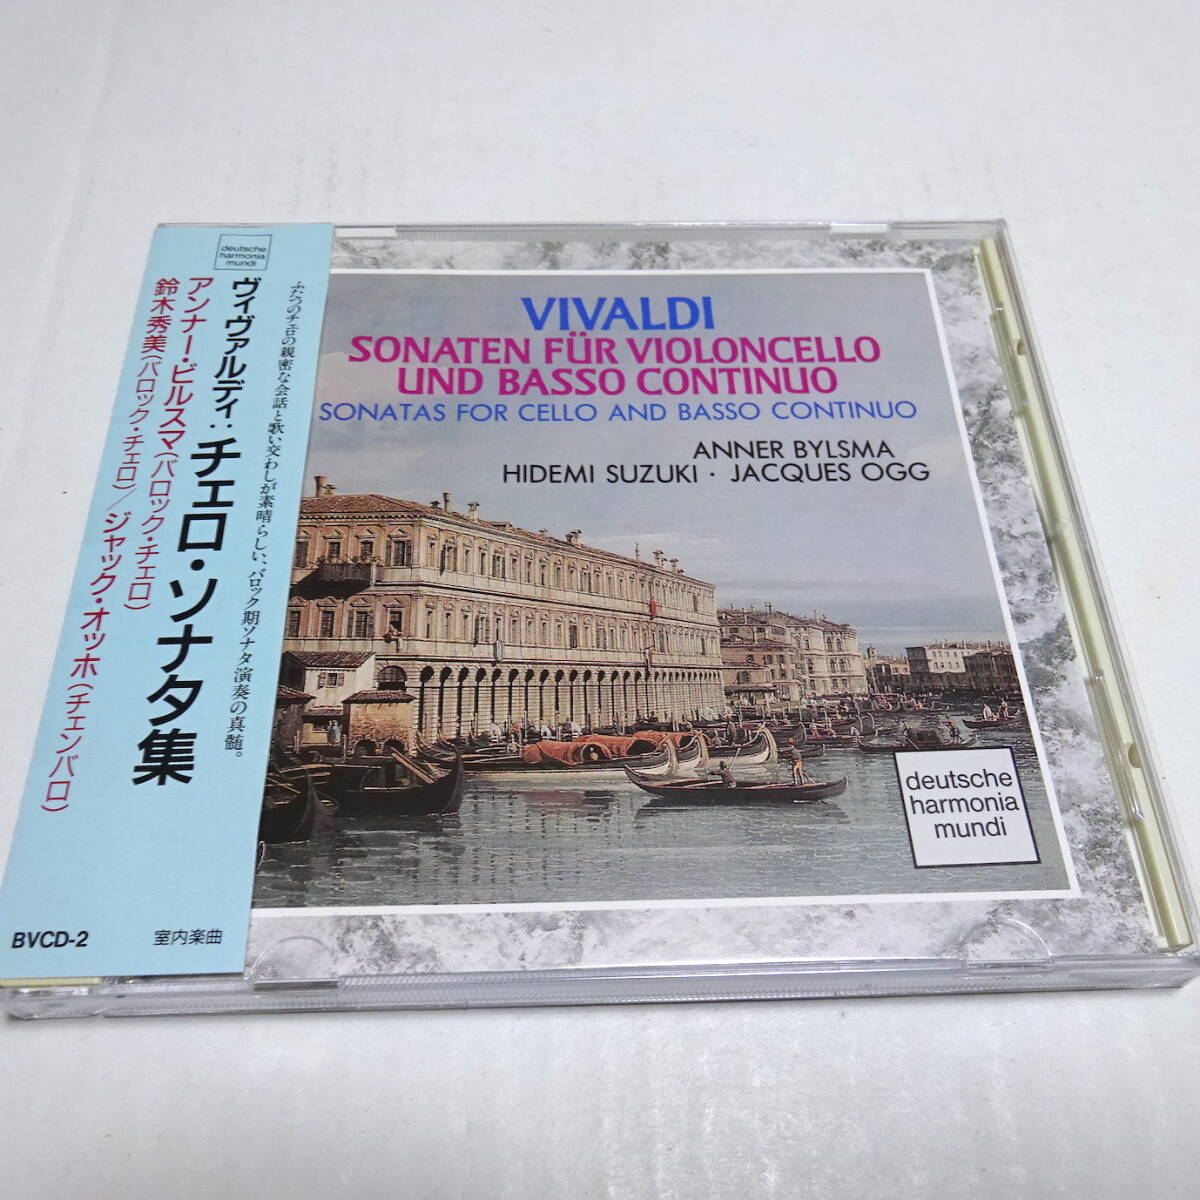 deutsche
harmonia
mundi
ふたつのチェロの親密な会話と歌い交わしが素晴らしい、バロック期ソナタ演奏の真髄。
ヴィヴァルディ:チェロ・ソナタ集
アンナー・ビルスマ(バロック・チェロ)
鈴木秀美(バロック・チェロ)/ジャック・オッホ(チェンバロ)
BVCD-2
室内楽曲
VIVALDI
SONATEN FÜR VIOLONCELLO
UND BASSO CONTINUO
SONATAS FOR CELLO AND BASSO CONTINUO
ANNER BYLSMA
HIDEMI SUZUKI · JACQUES OGG
deutsche
harmonia
mundi